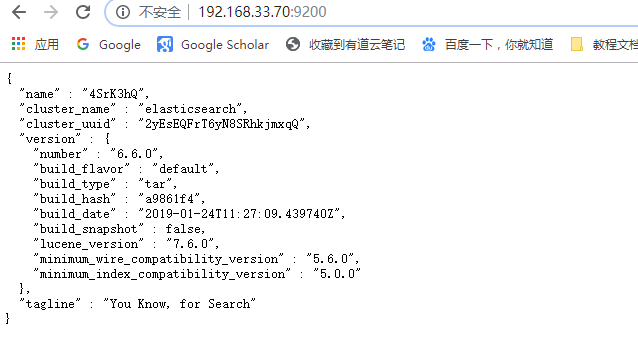 不安全 | 192.168.33.70:9200
应用 Google Google Scholar 收藏到有道云笔记 百度一下，你就知道 教程文档
{
"name" : "4SrK3hQ",
"cluster_name" : "elasticsearch",
"cluster_uuid" : "2yEsEQFrT6yN8SRhkjmxqQ",
"version" : {
"number" : "6.6.0",
"build_flavor" : "default",
"build_type" : "tar",
"build_hash" : "a9861f4",
"build_date" : "2019-01-24T11:27:09.439740Z",
"build_snapshot" : false,
"lucene_version" : "7.6.0",
"minimum_wire_compatibility_version" : "5.6.0",
"minimum_index_compatibility_version" : "5.0.0"
},
"tagline" : "You Know, for Search"
}